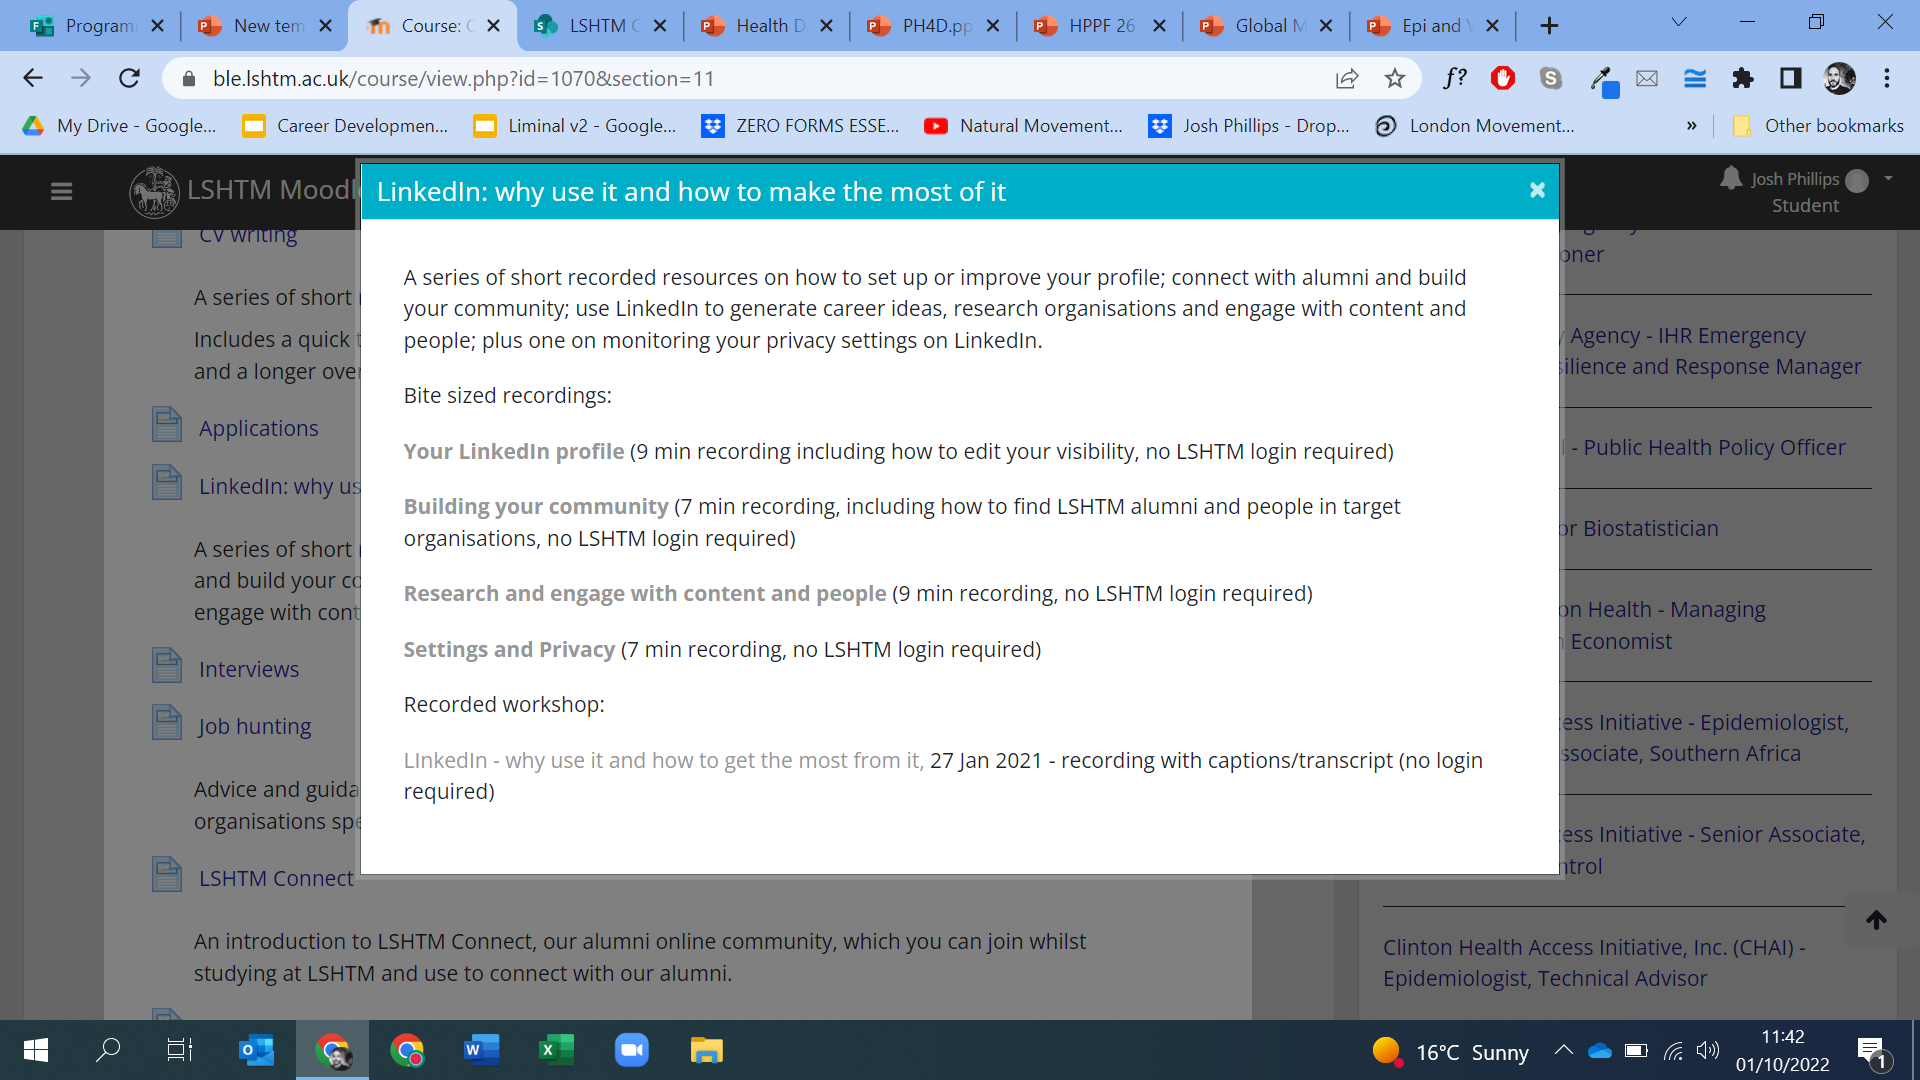 Program
New tem
Course: C
LSHTM C
Health D
PH4D.pp
HPPF 26
Global M
Epi and V
ble.lshtm.ac.uk/course/view.php?id=1070&section=11
f?
My Drive - Google...
Career Developmen...
Liminal v2 - Google...
ZERO FORMS ESSE...
Natural Movement...
Josh Phillips - Drop...
London Movement...
»
Other bookmarks
LSHTM Moodl
LinkedIn: why use it and how to make the most of it
Josh Phillips
Student
A series of short recorded resources on how to set up or improve your profile; connect with alumni and build
your community; use LinkedIn to generate career ideas, research organisations and engage with content and
people; plus one on monitoring your privacy settings on LinkedIn.
Bite sized recordings:
Your LinkedIn profile (9 min recording including how to edit your visibility, no LSHTM login required)
Building your community (7 min recording, including how to find LSHTM alumni and people in target
organisations, no LSHTM login required)
Research and engage with content and people (9 min recording, no LSHTM login required)
Settings and Privacy (7 min recording, no LSHTM login required)
Recorded workshop:
LInkedIn - why use it and how to get the most from it, 27 Jan 2021 - recording with captions/transcript (no login
required)
CV writing
A series of short
Includes a quick t
and a longer over
Applications
LinkedIn: why us
A series of short
and build your co
engage with cont
Interviews
Job hunting
Advice and guida
organisations spe
LSHTM Connect
An introduction to LSHTM Connect, our alumni online community, which you can join whilst
studying at LSHTM and use to connect with our alumni.
oner
y Agency - IHR Emergency
silience and Response Manager
l - Public Health Policy Officer
or Biostatistician
on Health - Managing
n Economist
ess Initiative - Epidemiologist,
ssociate, Southern Africa
ess Initiative - Senior Associate,
ntrol
Clinton Health Access Initiative, Inc. (CHAI) -
Epidemiologist, Technical Advisor
16°C Sunny
11:42
01/10/2022
1